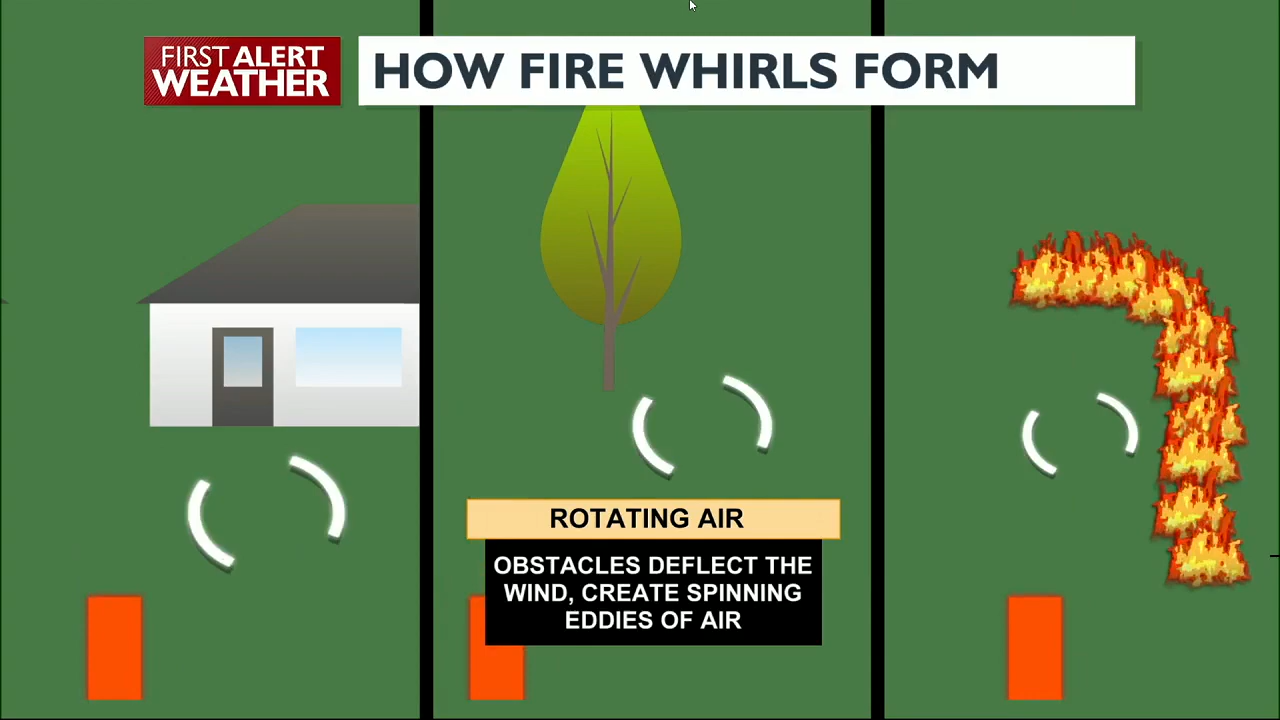 FIRST ALERT
WEATHER
HOW FIRE WHIRLS FORM
ROTATING AIR
OBSTACLES DEFLECT THE
WIND, CREATE SPINNING
EDDIES OF AIR